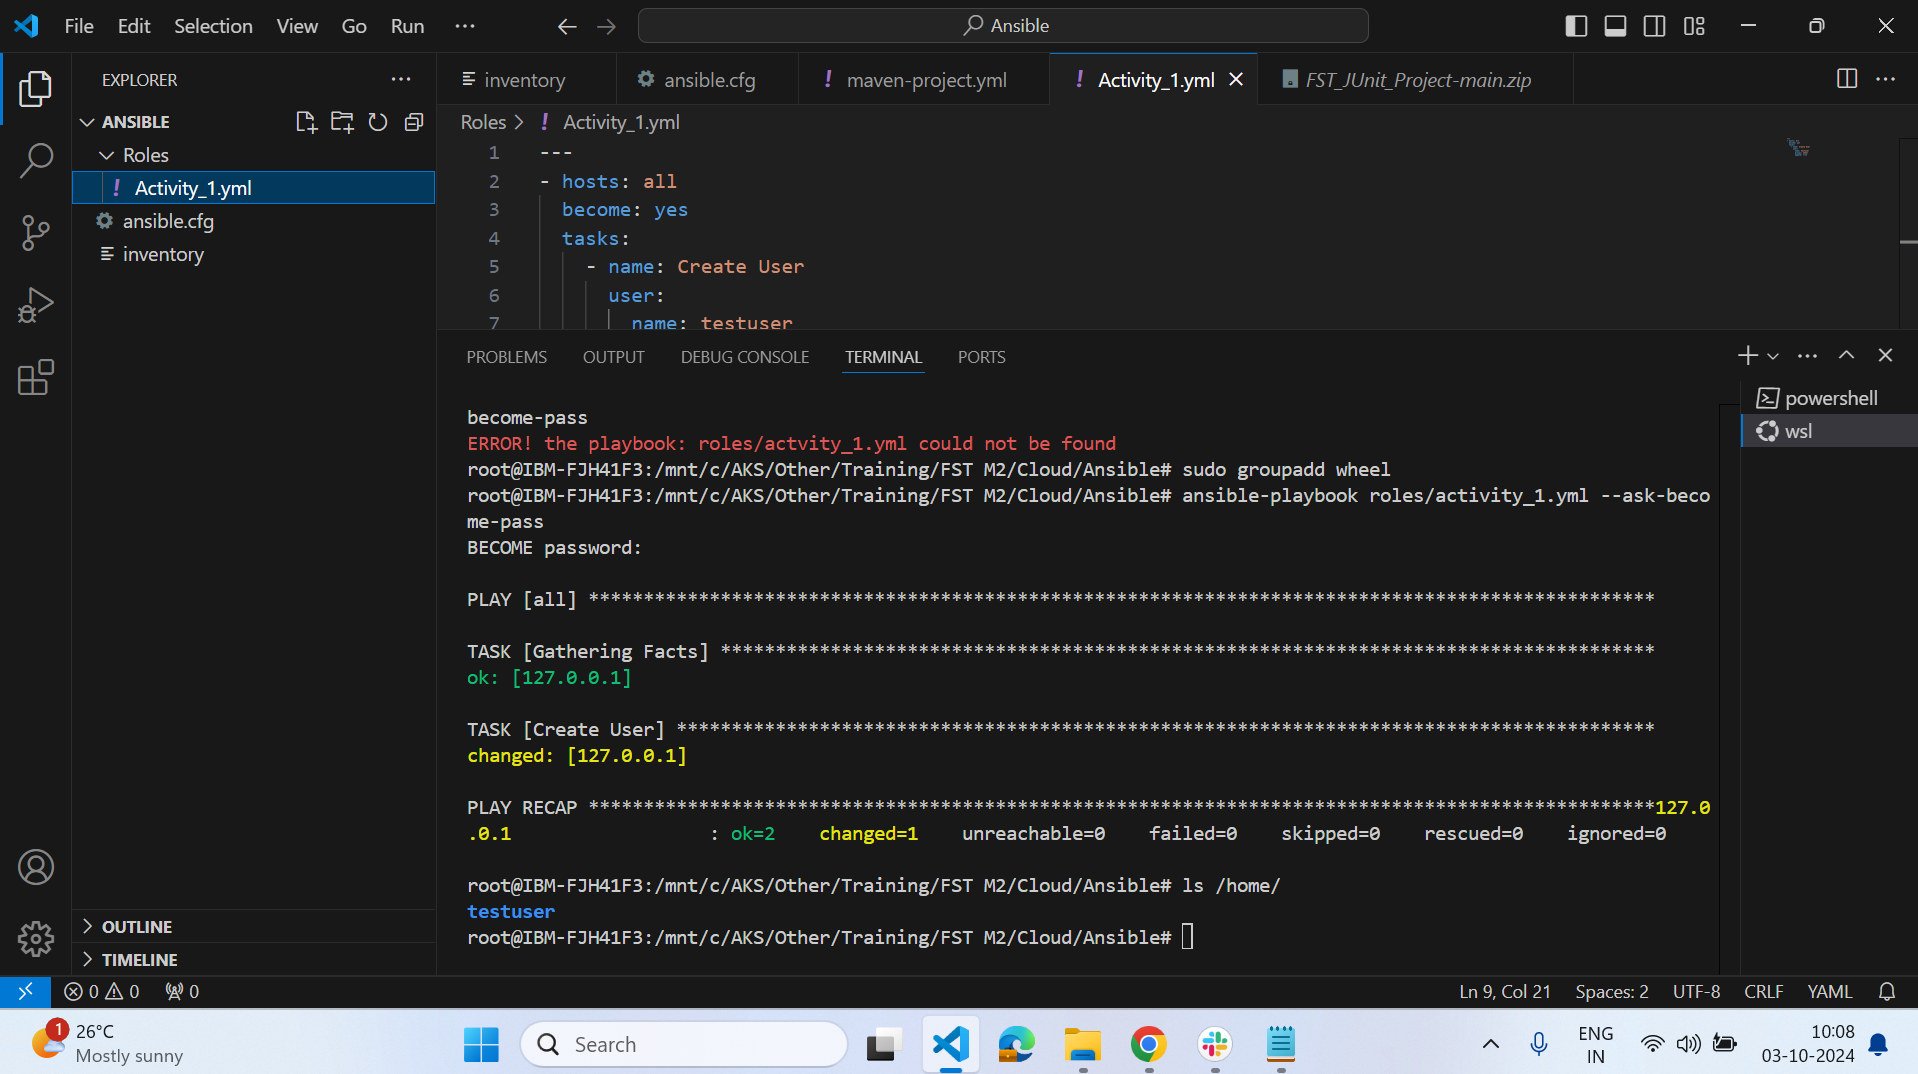 File Edit Selection View Go Run ··· Ansible
EXPLORER ···
ANSIBLE
Roles
! Activity_1.yml
ansible.cfg
inventory
OUTLINE
TIMELINE
inventory ansible.cfg ! maven-project.yml ! Activity_1.yml FST_JUnit_Project-main.zip
Roles > ! Activity_1.yml
1 ---
2 - hosts: all
3 become: yes
4 tasks:
5 - name: Create User
6 user:
7 name: testuser
PROBLEMS OUTPUT DEBUG CONSOLE TERMINAL PORTS
powershell
wsl
become-pass
ERROR! the playbook: roles/actvity_1.yml could not be found
root@IBM-FJH41F3:/mnt/c/AKS/Other/Training/FST M2/Cloud/Ansible# sudo groupadd wheel
root@IBM-FJH41F3:/mnt/c/AKS/Other/Training/FST M2/Cloud/Ansible# ansible-playbook roles/activity_1.yml --ask-beco
me-pass
BECOME password:
PLAY [all] *************************************************************************************************
TASK [Gathering Facts] *************************************************************************************
ok: [127.0.0.1]
TASK [Create User] *****************************************************************************************
changed: [127.0.0.1]
PLAY RECAP *************************************************************************************************127.0
.0.1 : ok=2 changed=1 unreachable=0 failed=0 skipped=0 rescued=0 ignored=0
root@IBM-FJH41F3:/mnt/c/AKS/Other/Training/FST M2/Cloud/Ansible# ls /home/
testuser
root@IBM-FJH41F3:/mnt/c/AKS/Other/Training/FST M2/Cloud/Ansible#
0 0 0 Ln 9, Col 21 Spaces: 2 UTF-8 CRLF YAML
1 26°C
Mostly sunny
Search
ENG
IN
10:08
03-10-2024